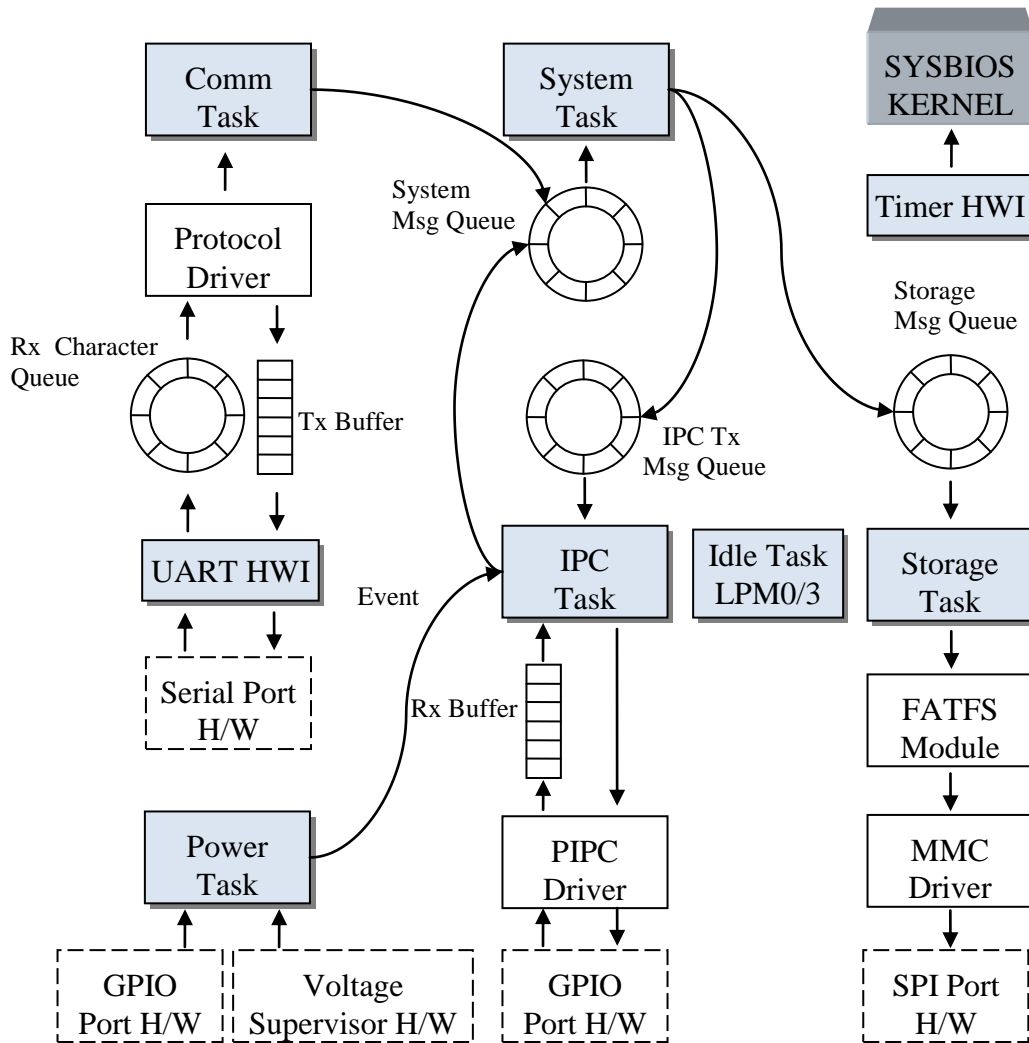 Comm
Task
System
Task
SYSBIOS
KERNEL
System
Msg Queue
Timer HWI
Protocol
Driver
Storage
Msg Queue
Rx Character
Queue
Tx Buffer
IPC Tx
Msg Queue
UART HWI
Event
IPC
Task
Idle Task
LPM0/3
Storage
Task
Serial Port
H/W
Rx Buffer
FATFS
Module
Power
Task
PIPC
Driver
MMC
Driver
GPIO
Port H/W
Voltage
Supervisor H/W
GPIO
Port H/W
SPI Port
H/W